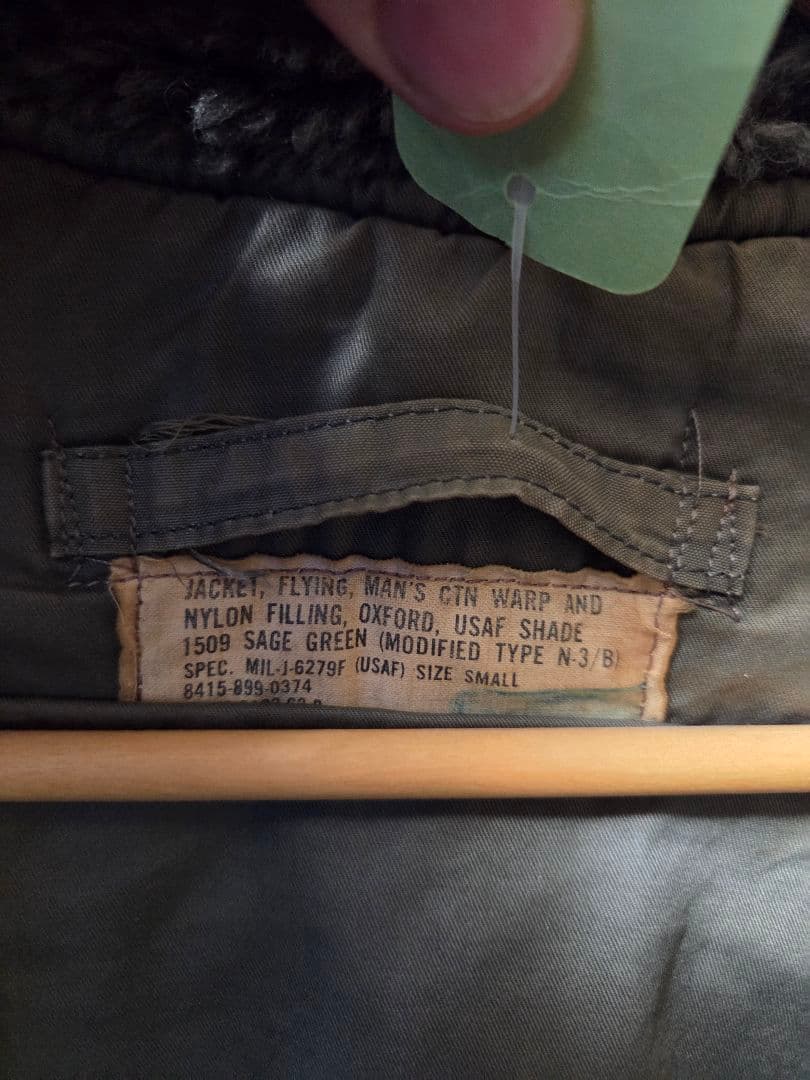 JACKET, FLYING, MAN'S CTN WARP AND
NYLON FILLING, OXFORD, USAF SHADE
1509 SAGE GREEN (MODIFIED TYPE N-3/B)
SPEC. MIL-J-6279F (USAF) SIZE SMALL
8415-899-0374